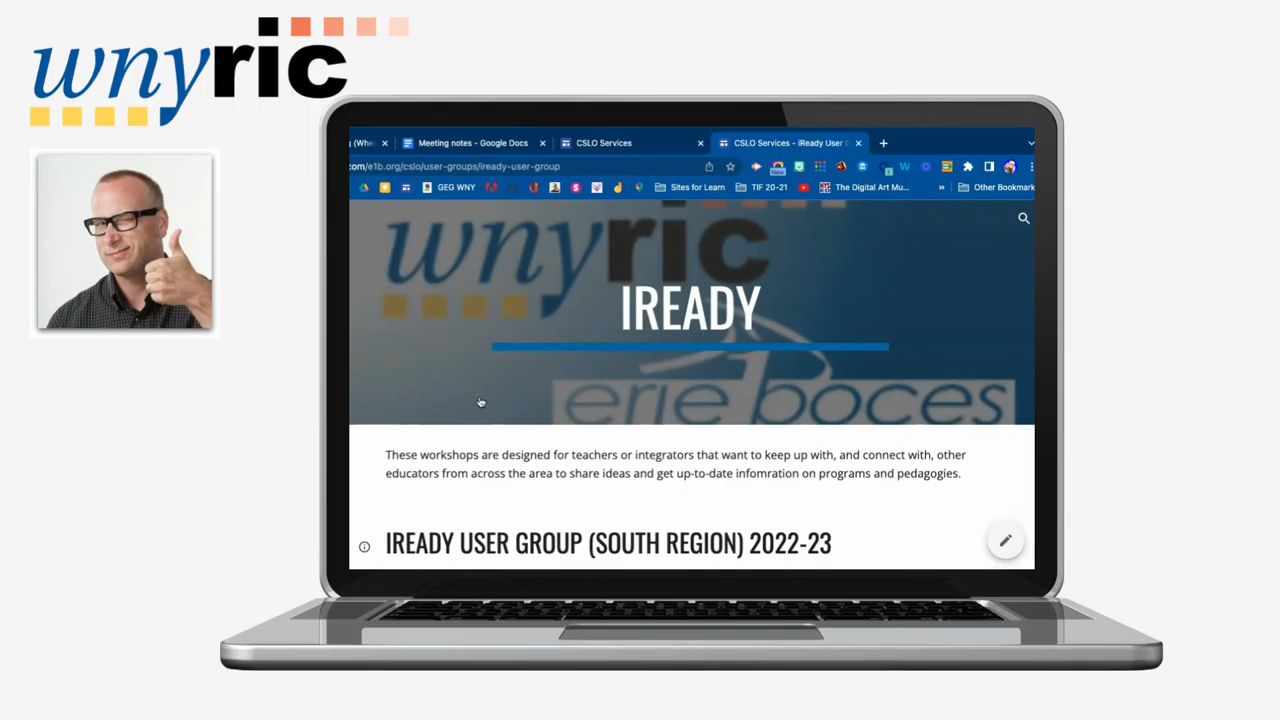 wnyric
(Whe
Meeting notes - Google Docs
CSLO Services
CSLO Services - iReady User G
com/e1b.org/cslo/user-groups/iready-user-group
New
GEG WNY
Sites for Learn
TIF 20-21
The Digital Art Mu...
»
Other Bookmark
wnyric
IREADY
erie boces
These workshops are designed for teachers or integrators that want to keep up with, and connect with, other
educators from across the area to share ideas and get up-to-date infomration on programs and pedagogies.
IREADY USER GROUP (SOUTH REGION) 2022-23